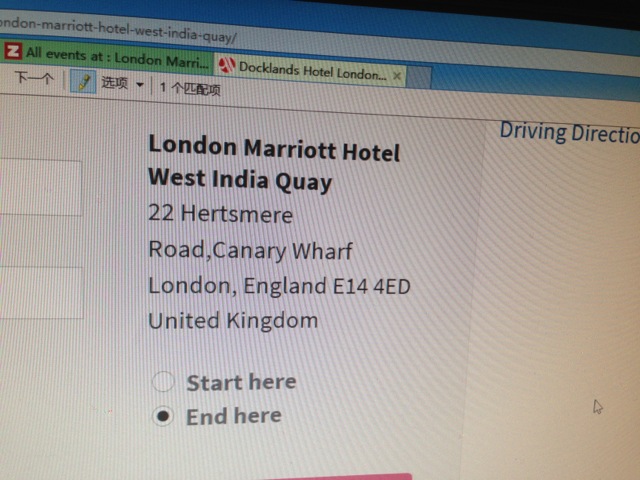 ondon-marriott-hotel-west-india-quay/
All events at : London Marri...
Docklands Hotel London...
下一个 选项 1 个匹配项
Driving Directio
London Marriott Hotel
West India Quay
22 Hertsmere
Road,Canary Wharf
London, England E14 4ED
United Kingdom
Start here
End here